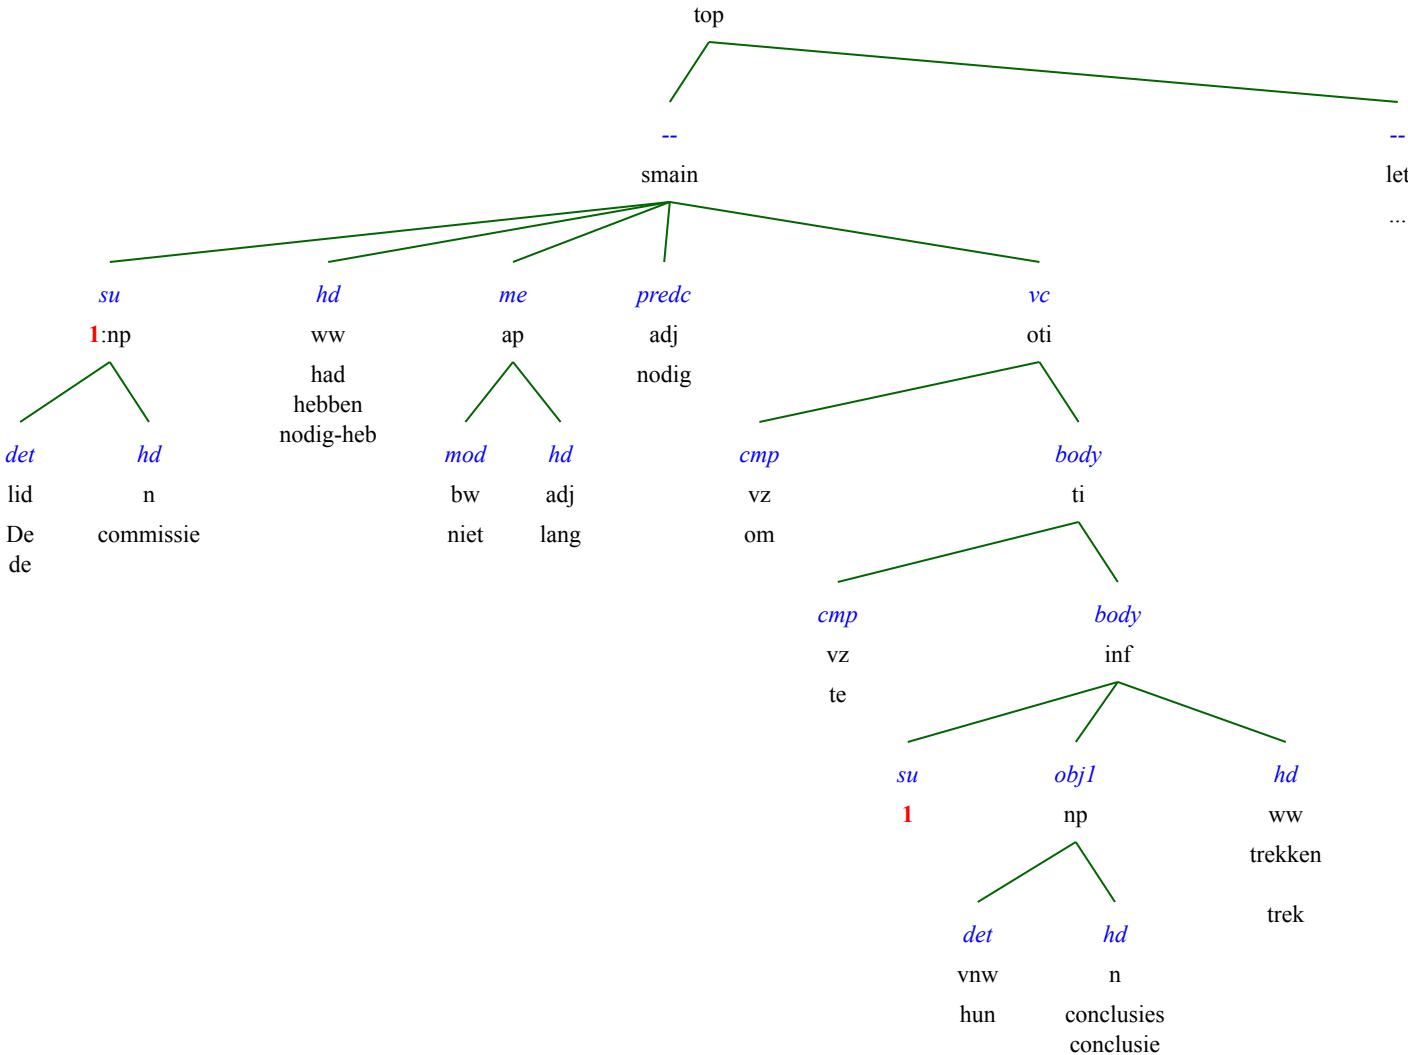 top
-- --
smain let
...
su hd me predc vc
1:np ww ap adj oti
had nodig
hebben
nodig-heb
det hd mod hd cmp body
lid n bw adj vz ti
De commissie niet lang om
de
cmp body
vz inf
te
su obj1 hd
1 np ww
trekken
trek
det hd
vnw n
hun conclusies
conclusie